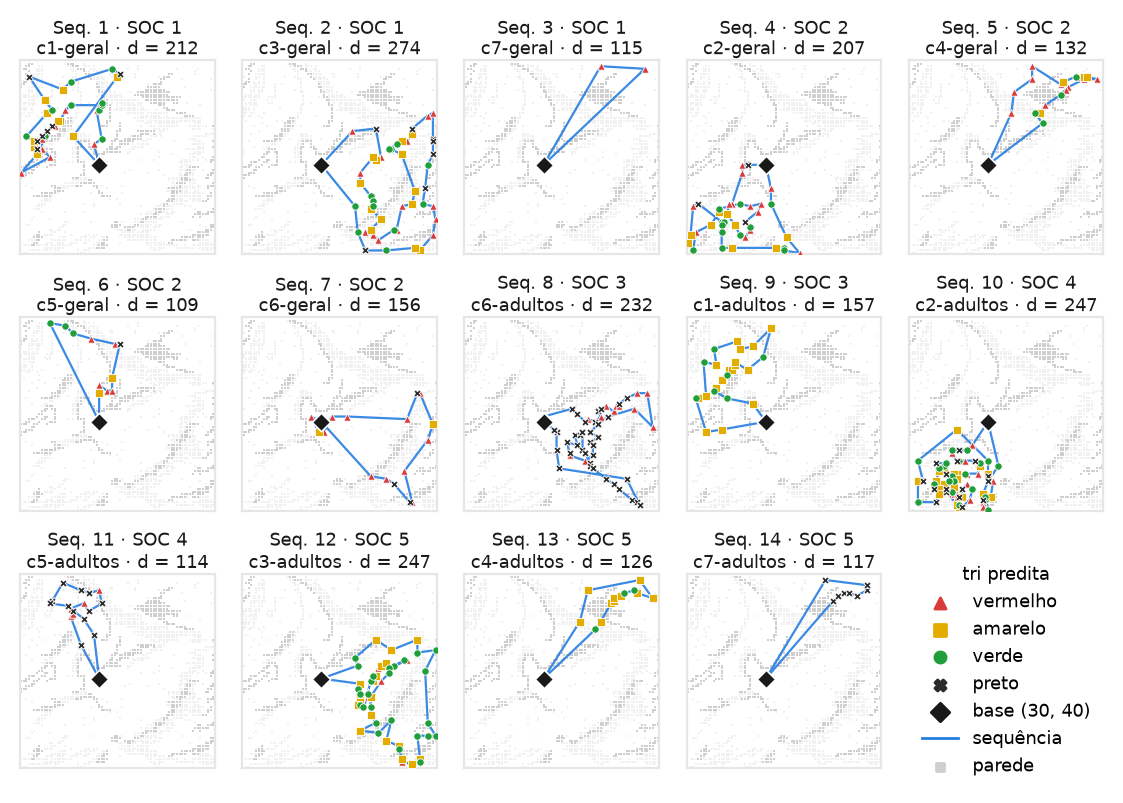 Seq. 1 · SOC 1
c1-geral · d = 212
Seq. 2 · SOC 1
c3-geral · d = 274
Seq. 3 · SOC 1
c7-geral · d = 115
Seq. 4 · SOC 2
c2-geral · d = 207
Seq. 5 · SOC 2
c4-geral · d = 132
Seq. 6 · SOC 2
c5-geral · d = 109
Seq. 7 · SOC 2
c6-geral · d = 156
Seq. 8 · SOC 3
c6-adultos · d = 232
Seq. 9 · SOC 3
c1-adultos · d = 157
Seq. 10 · SOC 4
c2-adultos · d = 247
Seq. 11 · SOC 4
c5-adultos · d = 114
Seq. 12 · SOC 5
c3-adultos · d = 247
Seq. 13 · SOC 5
c4-adultos · d = 126
Seq. 14 · SOC 5
c7-adultos · d = 117
tri predita
vermelho
amarelo
verde
preto
base (30, 40)
sequência
parede